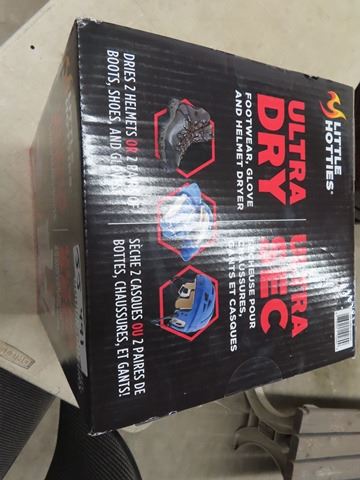 LITTLE
HOTTIES®
ULTRA
DRY
FOOTWEAR, GLOVE
AND HELMET DRYER
ULTRA
SEC
POUR
CHAUSSURES,
GANTS ET CASQUES
DRIES 2 HELMETS OR 2 PAIRS OF
BOOTS, SHOES, AND GLOVES!
SÈCHE 2 CASQUES OU 2 PAIRES DE
BOTTES, CHAUSSURES, ET GANTS!